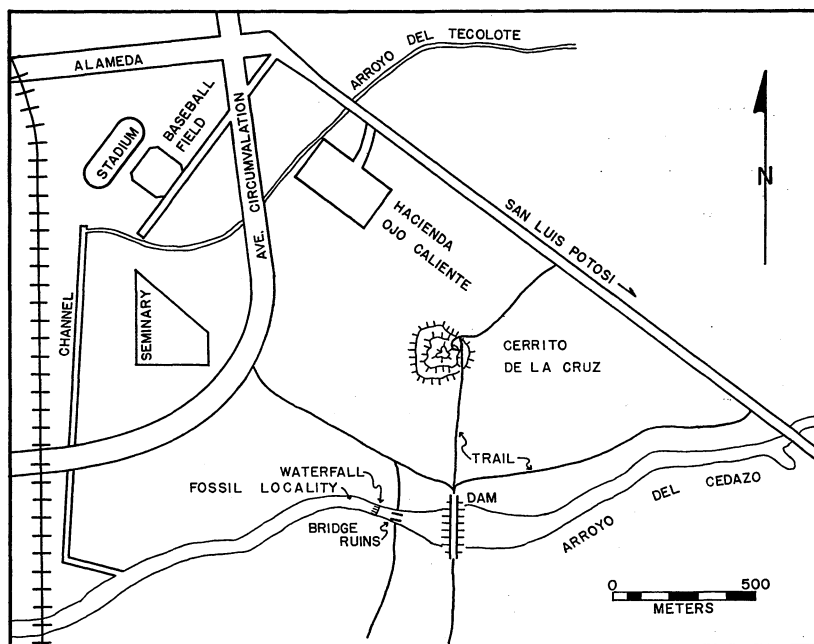 ALAMEDA
ARROYO DEL TECOLOTE
STADIUM
BASEBALL
FIELD
AVE. CIRCUMVALATION
HACIENDA
OJO CALIENTE
SAN LUIS POTOSI
N
CHANNEL
SEMINARY
CERRITO
DE LA CRUZ
TRAIL
WATERFALL
FOSSIL LOCALITY
DAM
BRIDGE
RUINS
ARROYO DEL CEDAZO
0 500
METERS